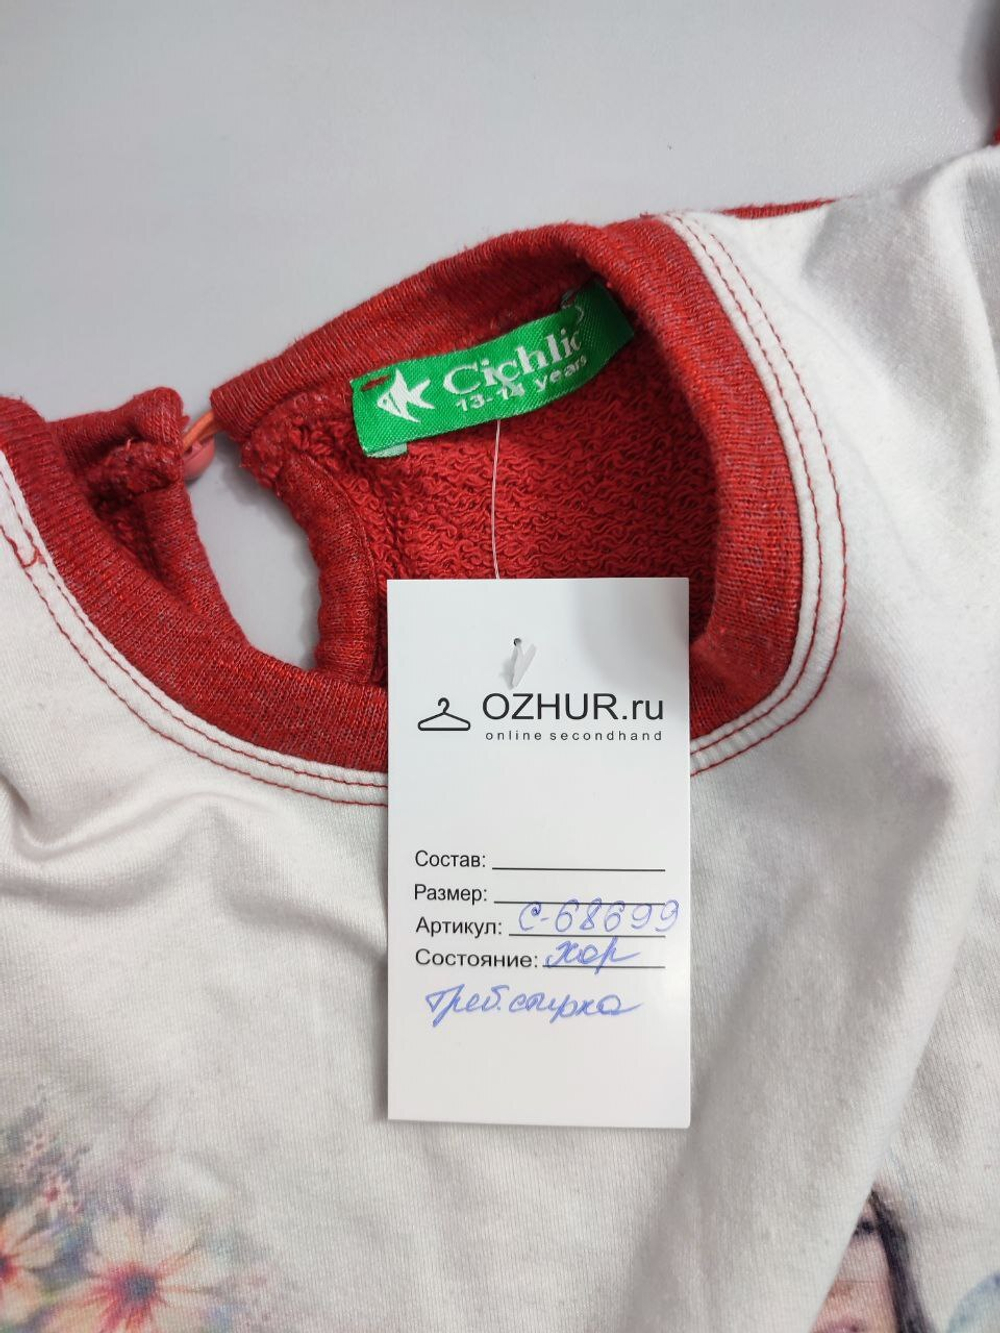 Cichlid
13-14 years
OZHUR.ru
online secondhand
Состав:
Размер:
Артикул: С-68699
Состояние: хор
Треб. стирка